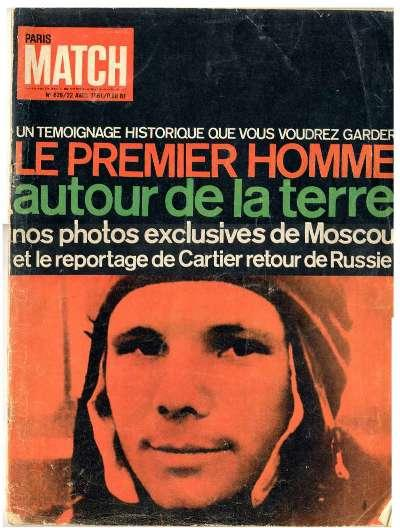 PARIS
MATCH
UN TEMOIGNAGE HISTORIQUE QUE VOUS VOUDREZ GARDER
LE PREMIER HOMME
autour de la terre
nos photos exclusives de Moscou
et le reportage de Cartier retour de Russie